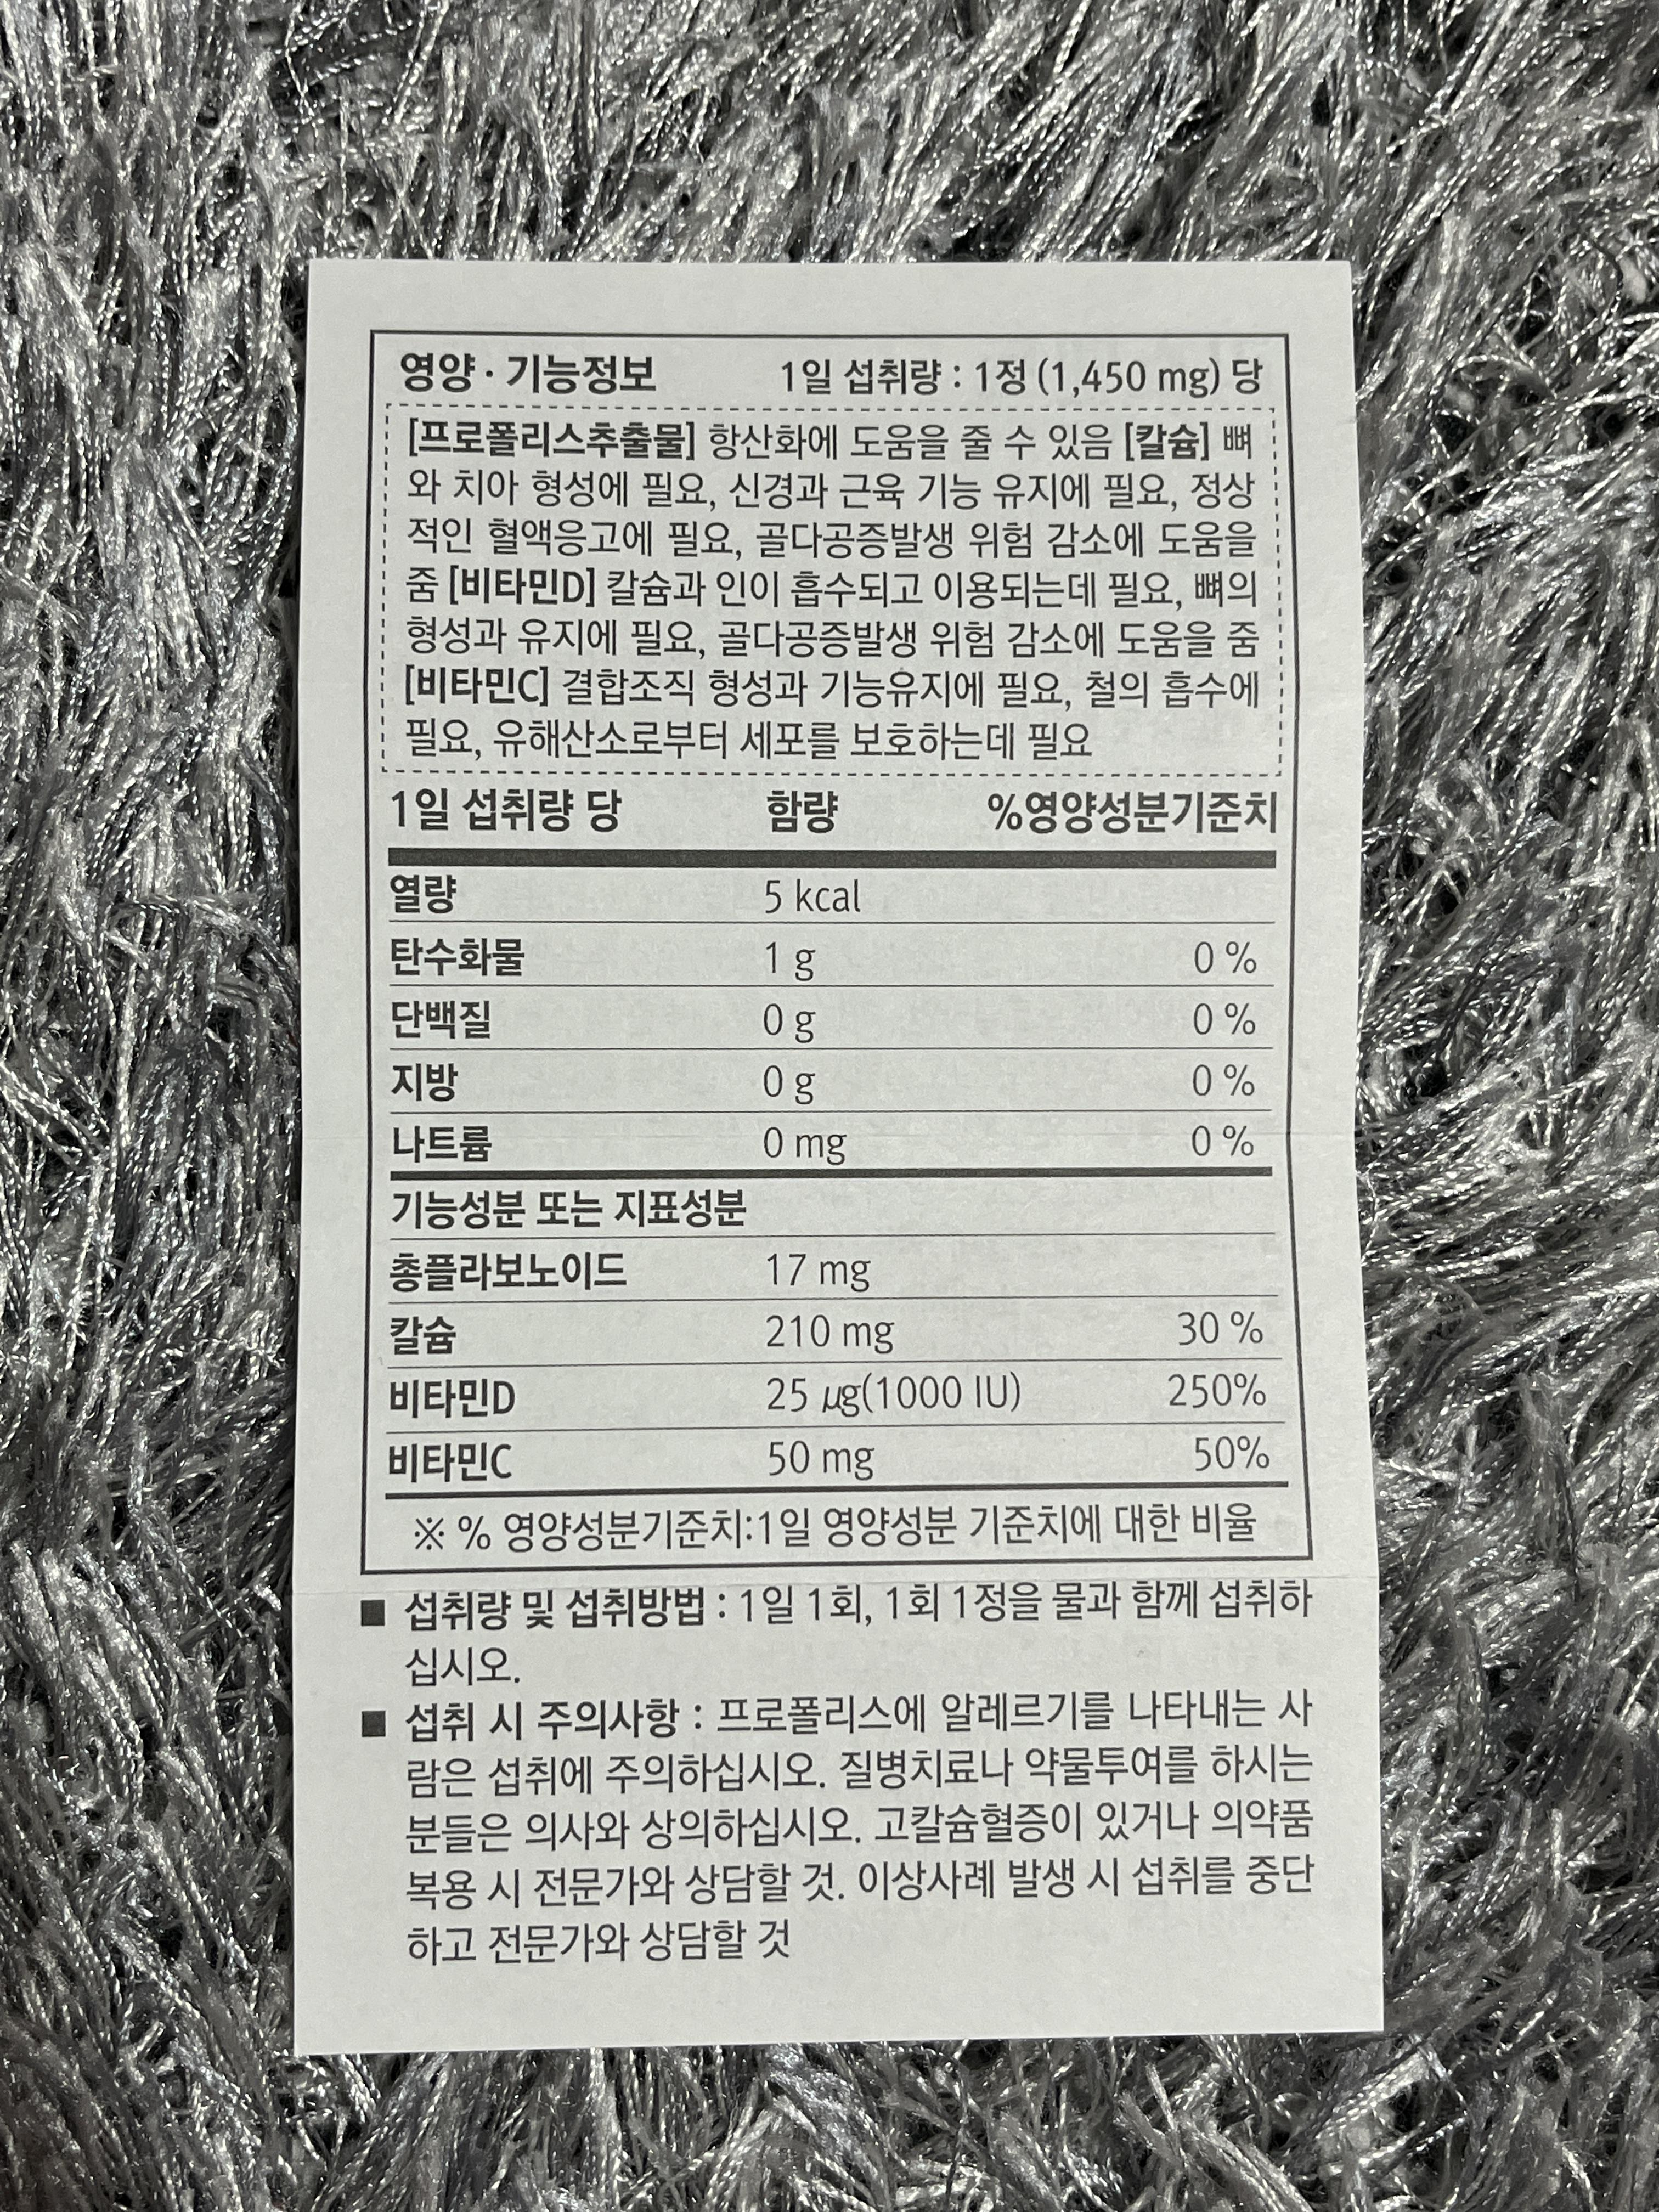 영양 · 기능정보 1일 섭취량 : 1정 (1,450 mg) 당
[프로폴리스추출물] 항산화에 도움을 줄 수 있음 [칼슘] 뼈
와 치아 형성에 필요, 신경과 근육 기능 유지에 필요, 정상
적인 혈액응고에 필요, 골다공증발생 위험 감소에 도움을
줌 [비타민D] 칼슘과 인이 흡수되고 이용되는데 필요, 뼈의
형성과 유지에 필요, 골다공증발생 위험 감소에 도움을 줌
[비타민C] 결합조직 형성과 기능유지에 필요, 철의 흡수에
필요, 유해산소로부터 세포를 보호하는데 필요
1일 섭취량 당 함량 %영양성분기준치
열량 5 kcal
탄수화물 1 g 0 %
단백질 0 g 0 %
지방 0 g 0 %
나트륨 0 mg 0 %
기능성분 또는 지표성분
총플라보노이드 17 mg
칼슘 210 mg 30 %
비타민D 25 ㎍(1000 IU) 250%
비타민C 50 mg 50%
※ % 영양성분기준치:1일 영양성분 기준치에 대한 비율
■ 섭취량 및 섭취방법 : 1일 1회, 1회 1정을 물과 함께 섭취하
십시오.
■ 섭취 시 주의사항 : 프로폴리스에 알레르기를 나타내는 사
람은 섭취에 주의하십시오. 질병치료나 약물투여를 하시는
분들은 의사와 상의하십시오. 고칼슘혈증이 있거나 의약품
복용 시 전문가와 상담할 것. 이상사례 발생 시 섭취를 중단
하고 전문가와 상담할 것